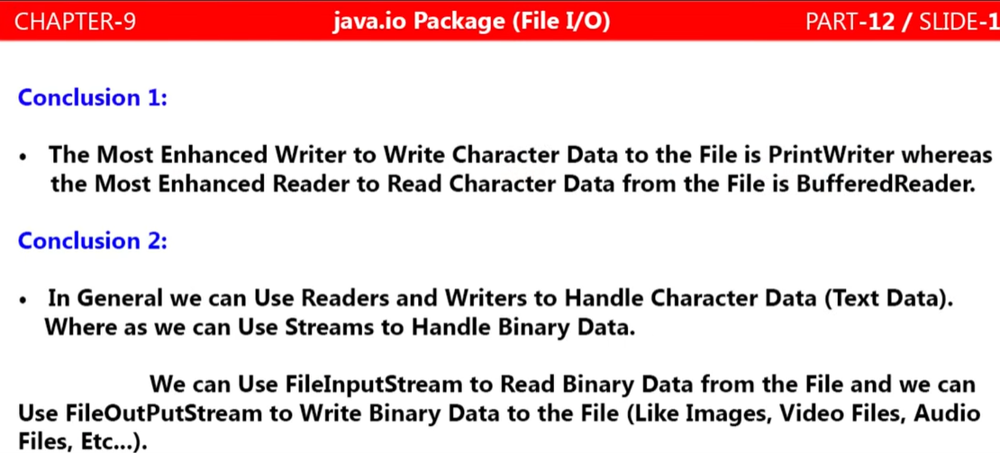 CHAPTER-9 java.io Package (File I/O) PART-12 / SLIDE-1
Conclusion 1:
• The Most Enhanced Writer to Write Character Data to the File is PrintWriter whereas
the Most Enhanced Reader to Read Character Data from the File is BufferedReader.
Conclusion 2:
• In General we can Use Readers and Writers to Handle Character Data (Text Data).
Where as we can Use Streams to Handle Binary Data.
We can Use FileInputStream to Read Binary Data from the File and we can
Use FileOutPutStream to Write Binary Data to the File (Like Images, Video Files, Audio
Files, Etc...).